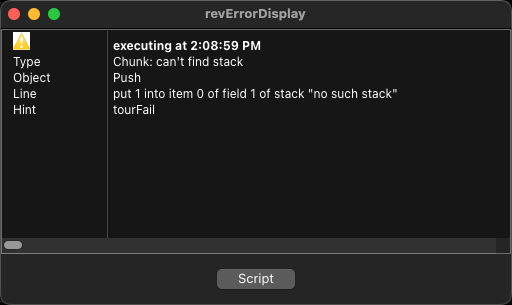 revErrorDisplay
executing at 2:08:59 PM
Type Chunk: can't find stack
Object Push
Line put 1 into item 0 of field 1 of stack "no such stack"
Hint tourFail
Script